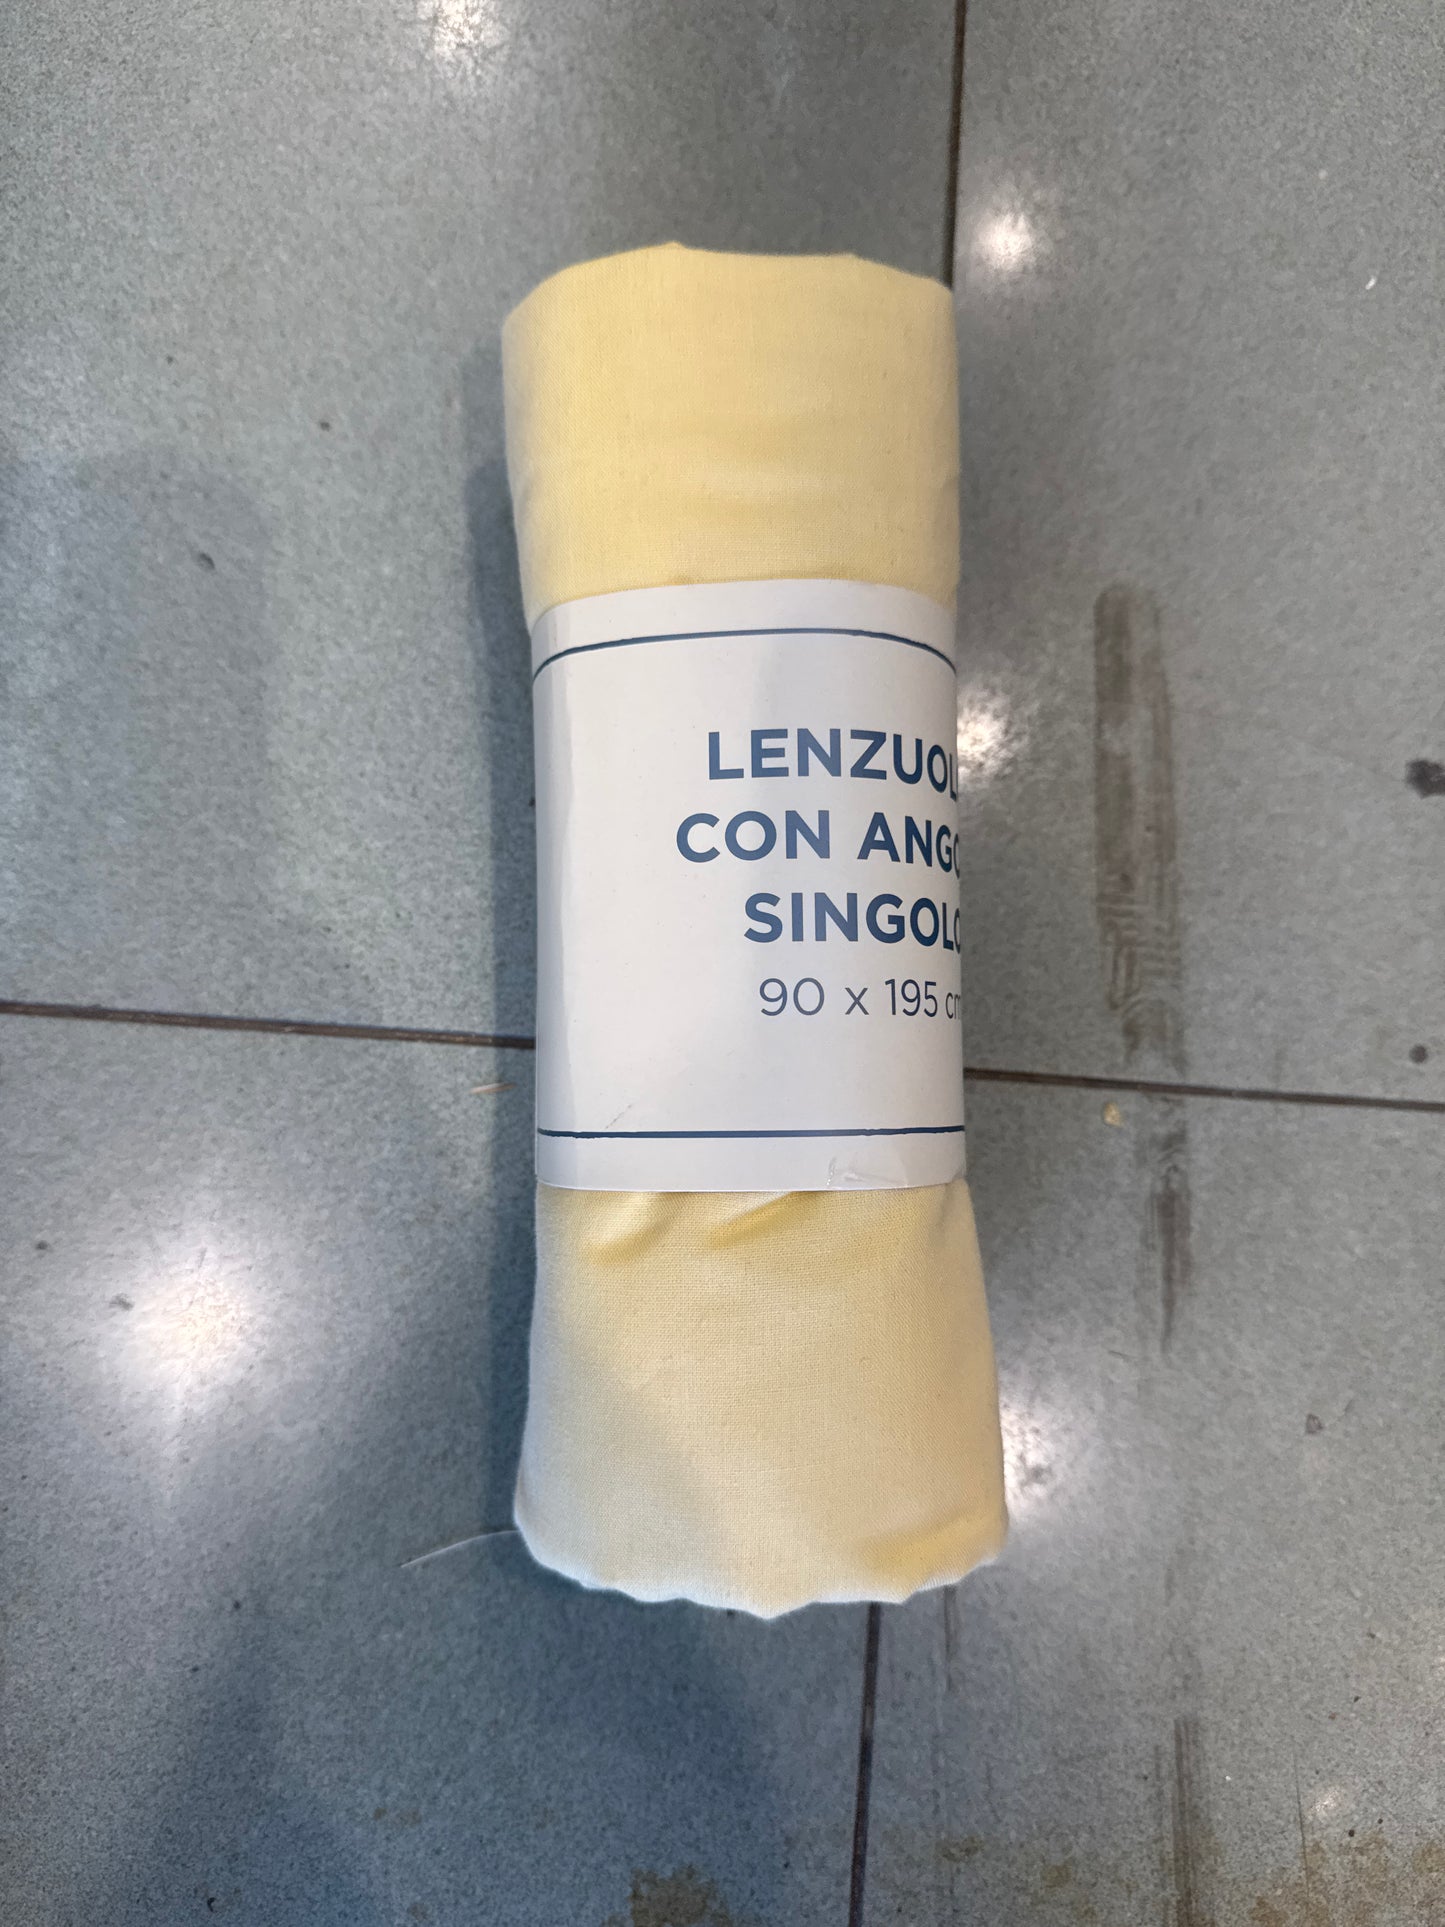 LENZUOL
CON ANGO
SINGOLO
90 x 195 cm